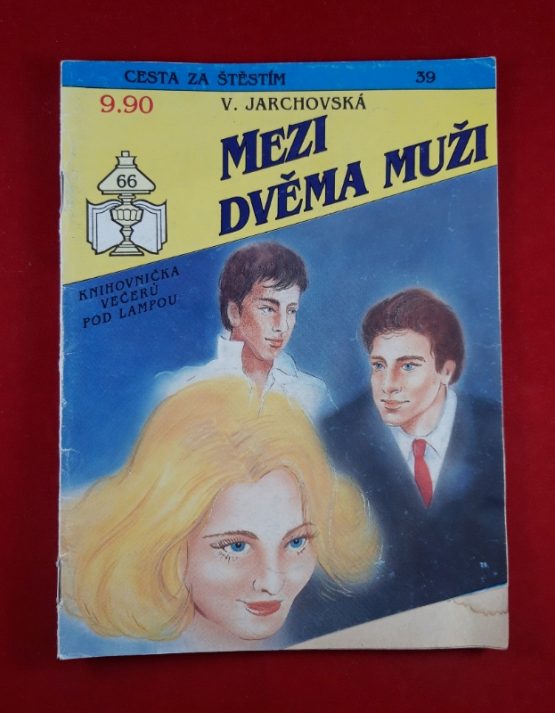 CESTA ZA ŠTĚSTÍM 39
9.90 V. JARCHOVSKÁ
MEZI
DVĚMA MUŽI
66
KNIHOVNIČKA
VEČERŮ
POD LAMPOU